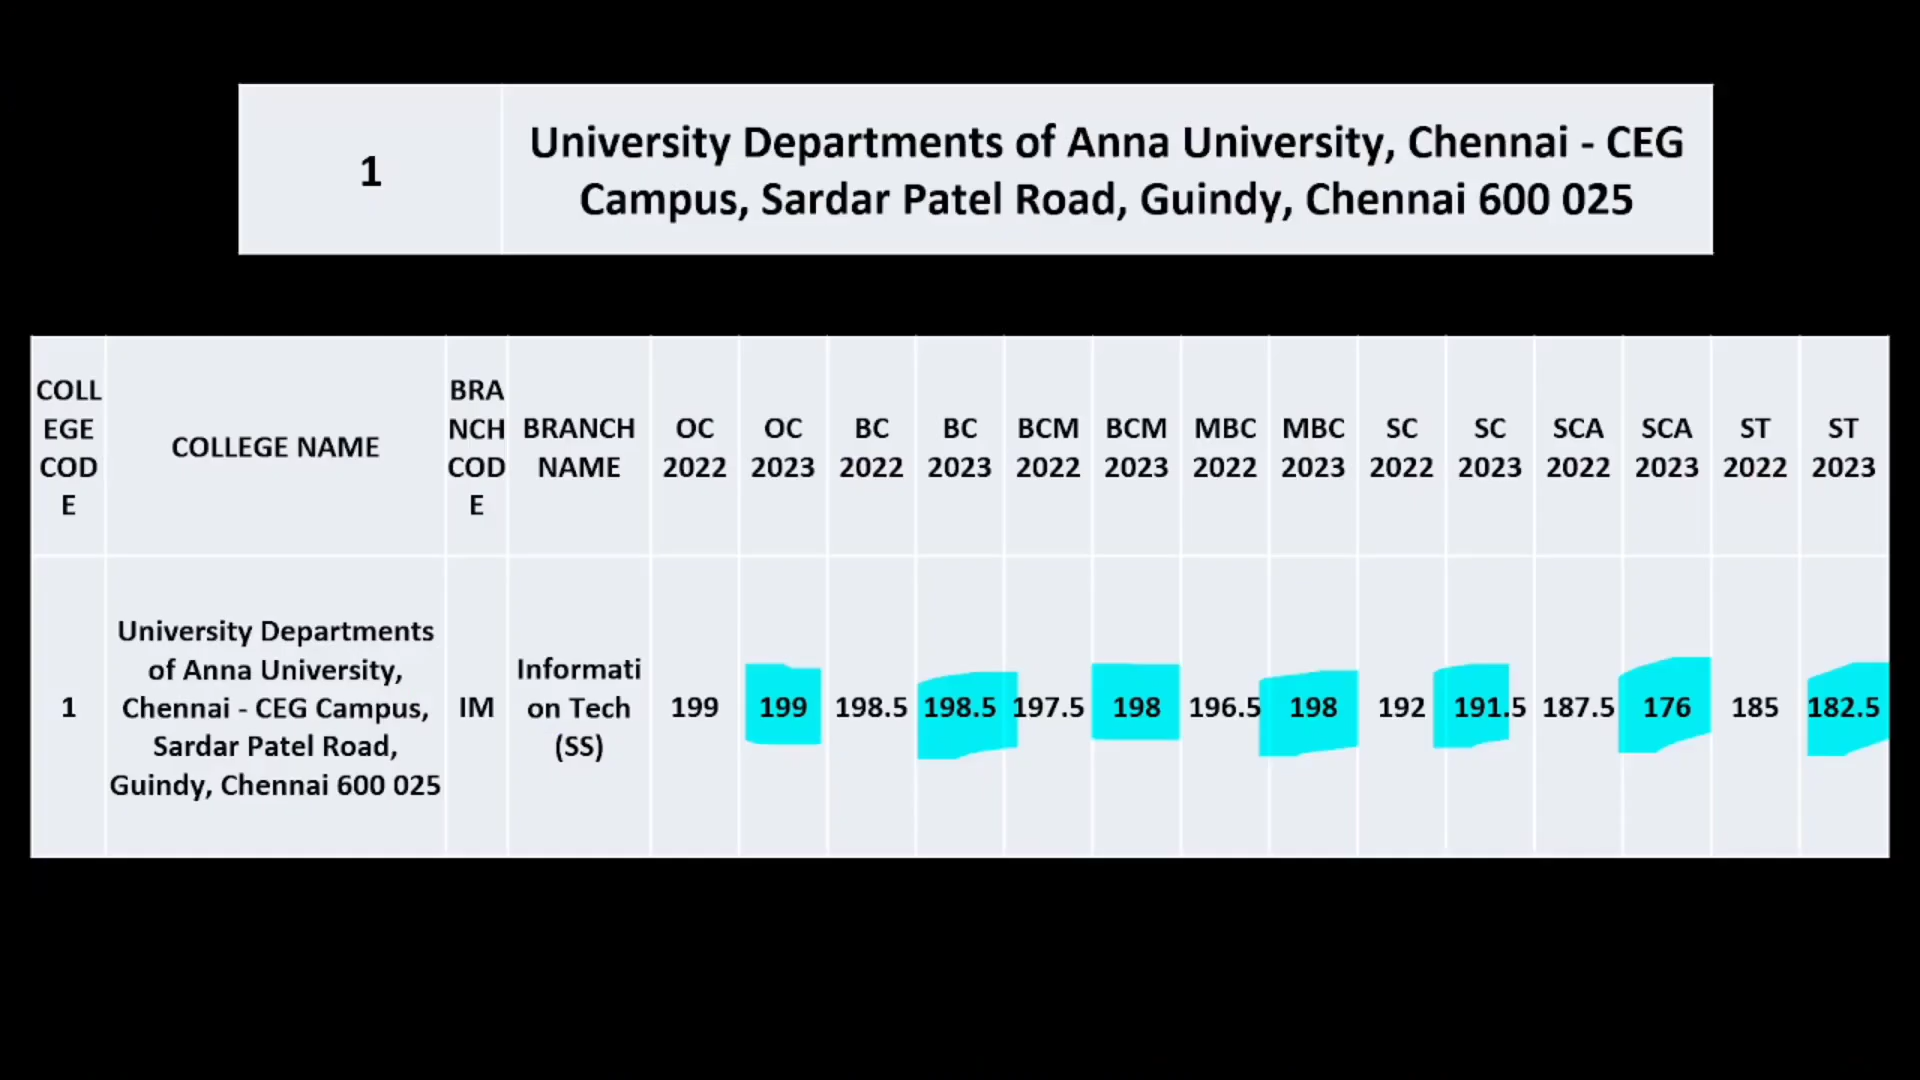 1
University Departments of Anna University, Chennai - CEG
Campus, Sardar Patel Road, Guindy, Chennai 600 025
COLL
EGE
COD
E
COLLEGE NAME
BRA
NCH
COD
E
BRANCH
NAME
OC
2022
OC
2023
BC
2022
BC
2023
BCM
2022
BCM
2023
MBC
2022
MBC
2023
SC
2022
SC
2023
SCA
2022
SCA
2023
ST
2022
ST
2023
1
University Departments
of Anna University,
Chennai - CEG Campus,
Sardar Patel Road,
Guindy, Chennai 600 025
IM
Informati
on Tech
(SS)
199
199
198.5
198.5
197.5
198
196.5
198
192
191.5
187.5
176
185
182.5